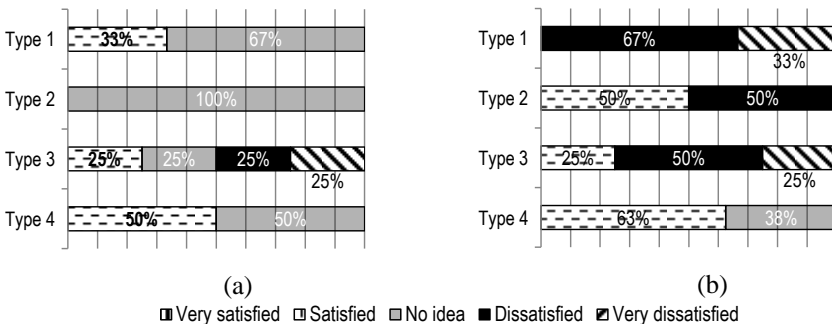 Type 1 33% 67%
Type 2 100%
Type 3 25% 25% 25% 25%
Type 4 50% 50%
(a)
Type 1 67% 33%
Type 2 50% 50%
Type 3 25% 50% 25%
Type 4 63% 38%
(b)
Very satisfied Satisfied No idea Dissatisfied Very dissatisfied